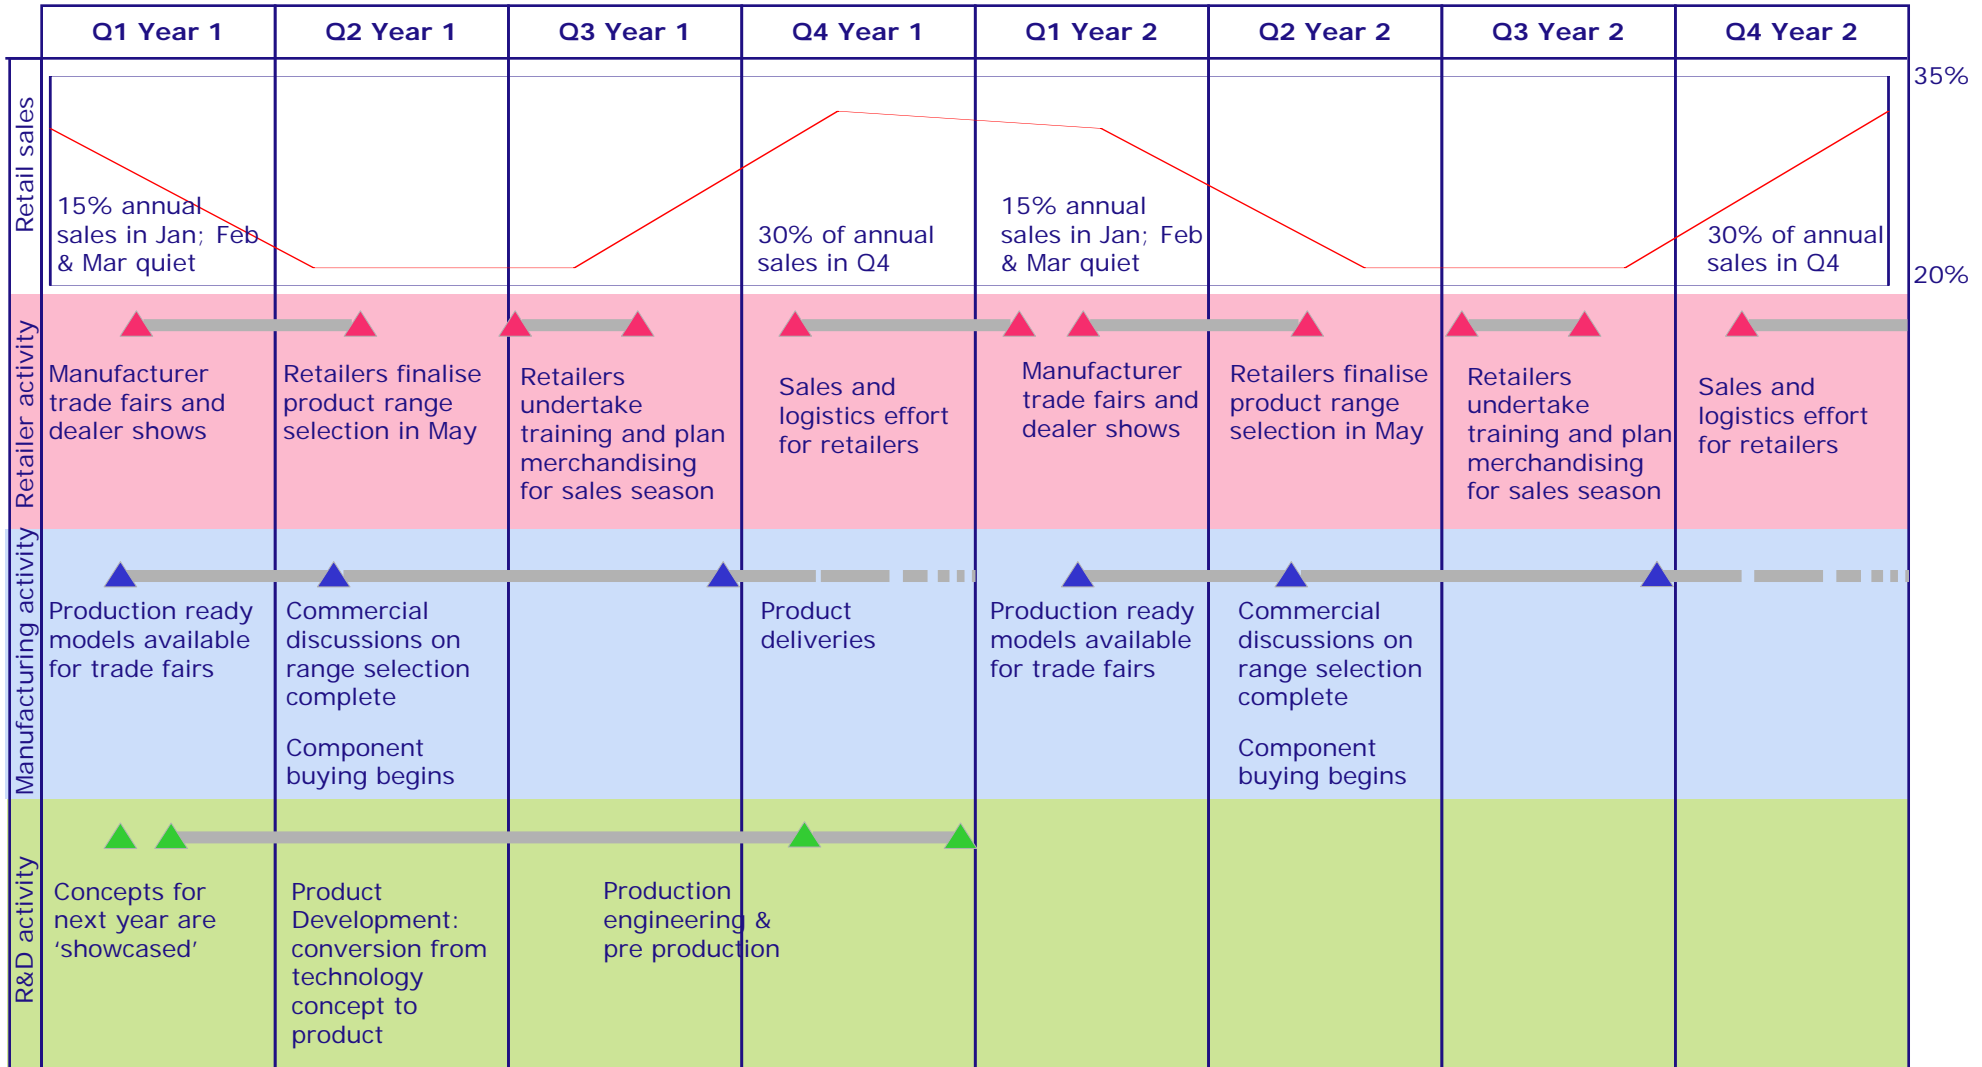 Q1 Year 1
Q2 Year 1
Q3 Year 1
Q4 Year 1
Q1 Year 2
Q2 Year 2
Q3 Year 2
Q4 Year 2
Retail sales
35%
20%
15% annual
sales in Jan; Feb
& Mar quiet
30% of annual
sales in Q4
15% annual
sales in Jan; Feb
& Mar quiet
30% of annual
sales in Q4
Retailer activity
Manufacturer
trade fairs and
dealer shows
Retailers finalise
product range
selection in May
Retailers
undertake
training and plan
merchandising
for sales season
Sales and
logistics effort
for retailers
Manufacturer
trade fairs and
dealer shows
Retailers finalise
product range
selection in May
Retailers
undertake
training and plan
merchandising
for sales season
Sales and
logistics effort
for retailers
Manufacturing activity
Production ready
models available
for trade fairs
Commercial
discussions on
range selection
complete
Component
buying begins
Product
deliveries
Production ready
models available
for trade fairs
Commercial
discussions on
range selection
complete
Component
buying begins
R&D activity
Concepts for
next year are
‘showcased’
Product
Development:
conversion from
technology
concept to
product
Production
engineering &
pre production